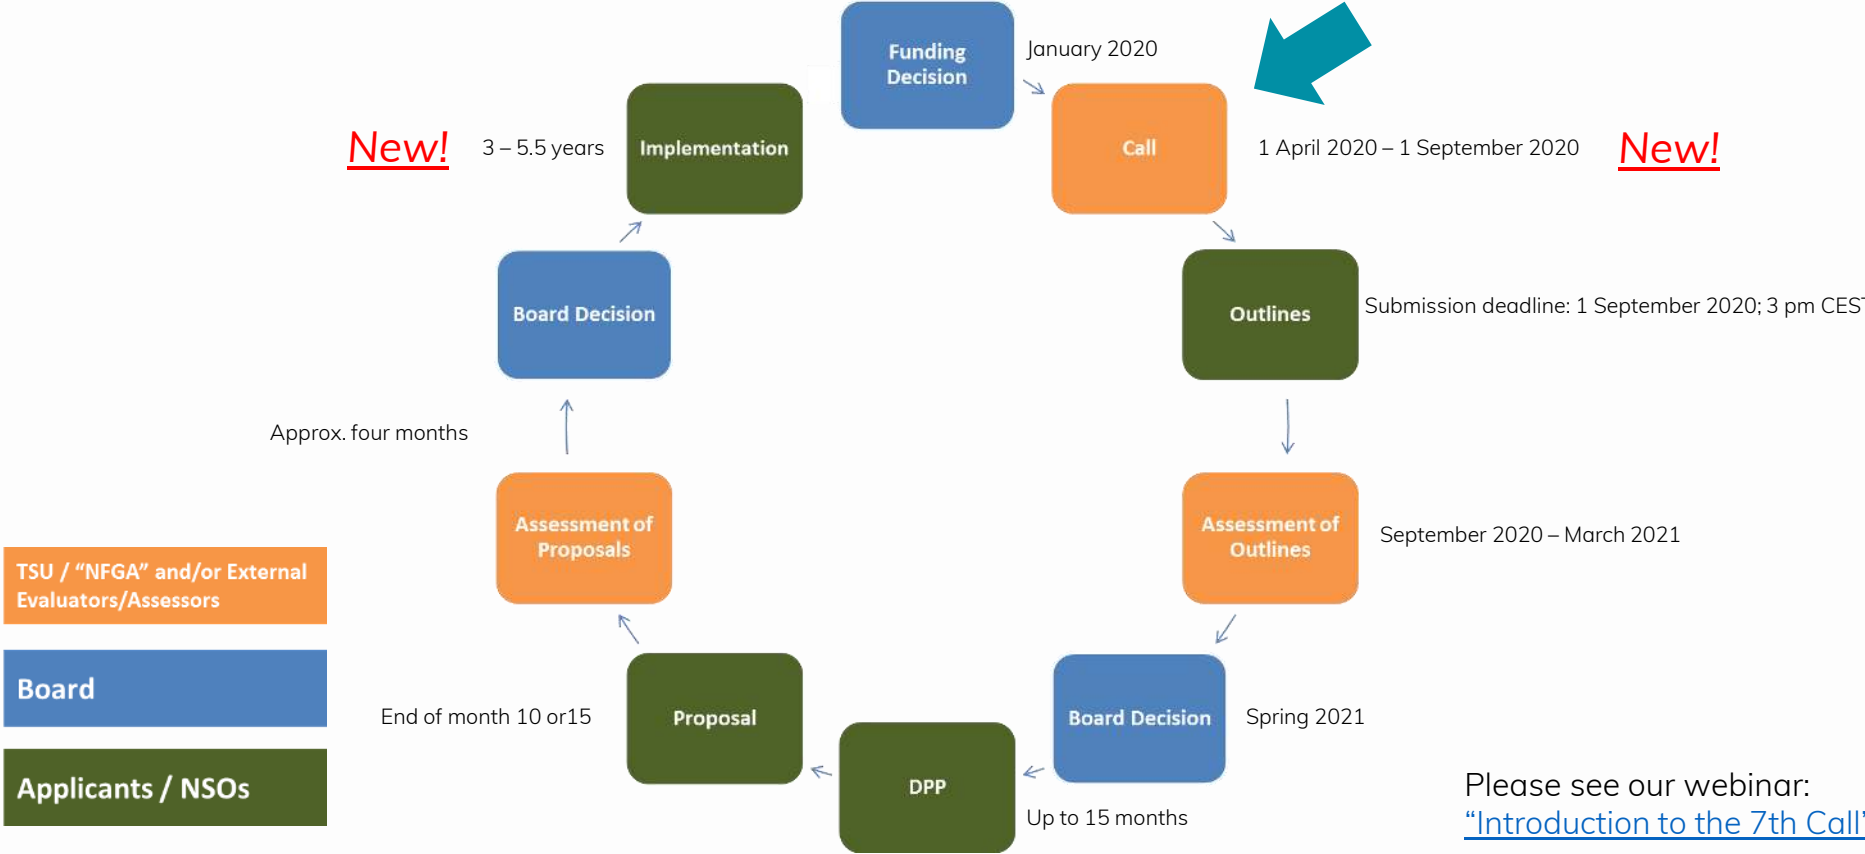 Funding
Decision
January 2020
Call
1 April 2020 – 1 September 2020
New!
Outlines
Submission deadline: 1 September 2020; 3 pm CEST
Assessment of
Outlines
September 2020 – March 2021
Board Decision
Spring 2021
DPP
Up to 15 months
Proposal
End of month 10 or15
Assessment of
Proposals
Approx. four months
Board Decision
Implementation
3 – 5.5 years
New!
TSU / “NFGA” and/or External
Evaluators/Assessors
Board
Applicants / NSOs
Please see our webinar:
“Introduction to the 7th Call”